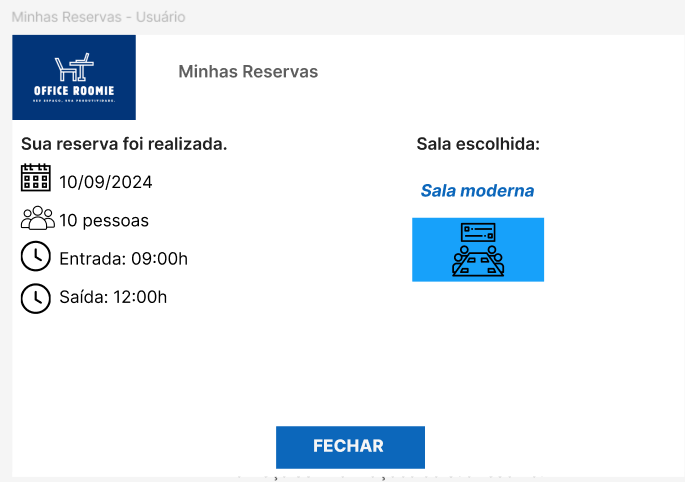 Minhas Reservas - Usuário
OFFICE ROOMIE
SEU ESPAÇO, SUA PRODUTIVIDADE.
Minhas Reservas
Sua reserva foi realizada.
10/09/2024
10 pessoas
Entrada: 09:00h
Saída: 12:00h
Sala escolhida:
Sala moderna
FECHAR